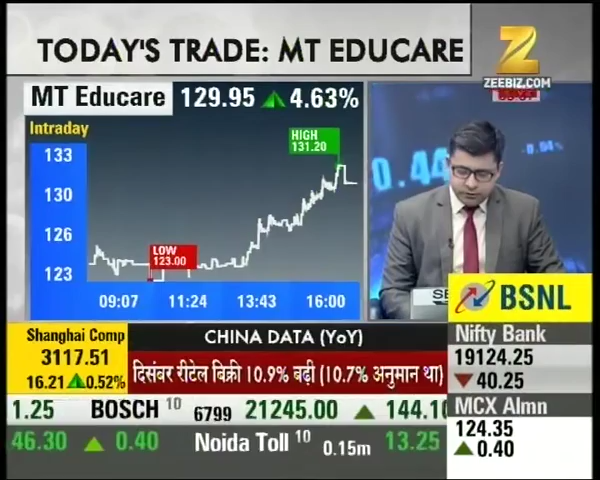 TODAY'S TRADE: MT EDUCARE
ZEEBIZ.COM
MT Educare 129.95 4.63%
Intraday
HIGH
131.20
133
130
126
123
LOW
123.00
09:07 11:24 13:43 16:00
0.44
BSNL
Shanghai Comp
3117.51
16.21 0.52%
CHINA DATA (YoY)
दिसंबर रीटेल बिक्री 10.9% बढ़ी (10.7% अनुमान था)
Nifty Bank
19124.25
40.25
MCX Almn
124.35
0.40
1.25 BOSCH 10 6799 21245.00 144.10
46.30 0.40 Noida Toll 10 0.15m 13.25